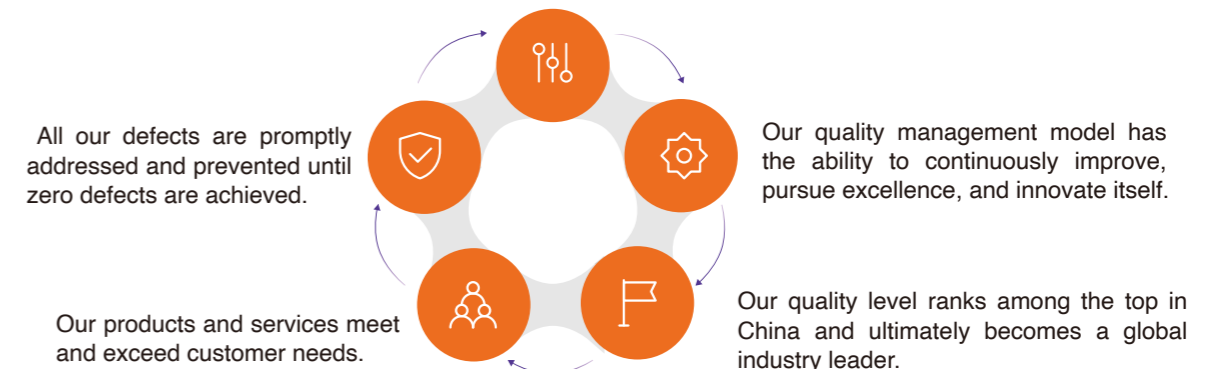 All our defects are promptly
addressed and prevented until
zero defects are achieved.
Our quality management model has
the ability to continuously improve,
pursue excellence, and innovate itself.
Our products and services meet
and exceed customer needs.
Our quality level ranks among the top in
China and ultimately becomes a global
industry leader.